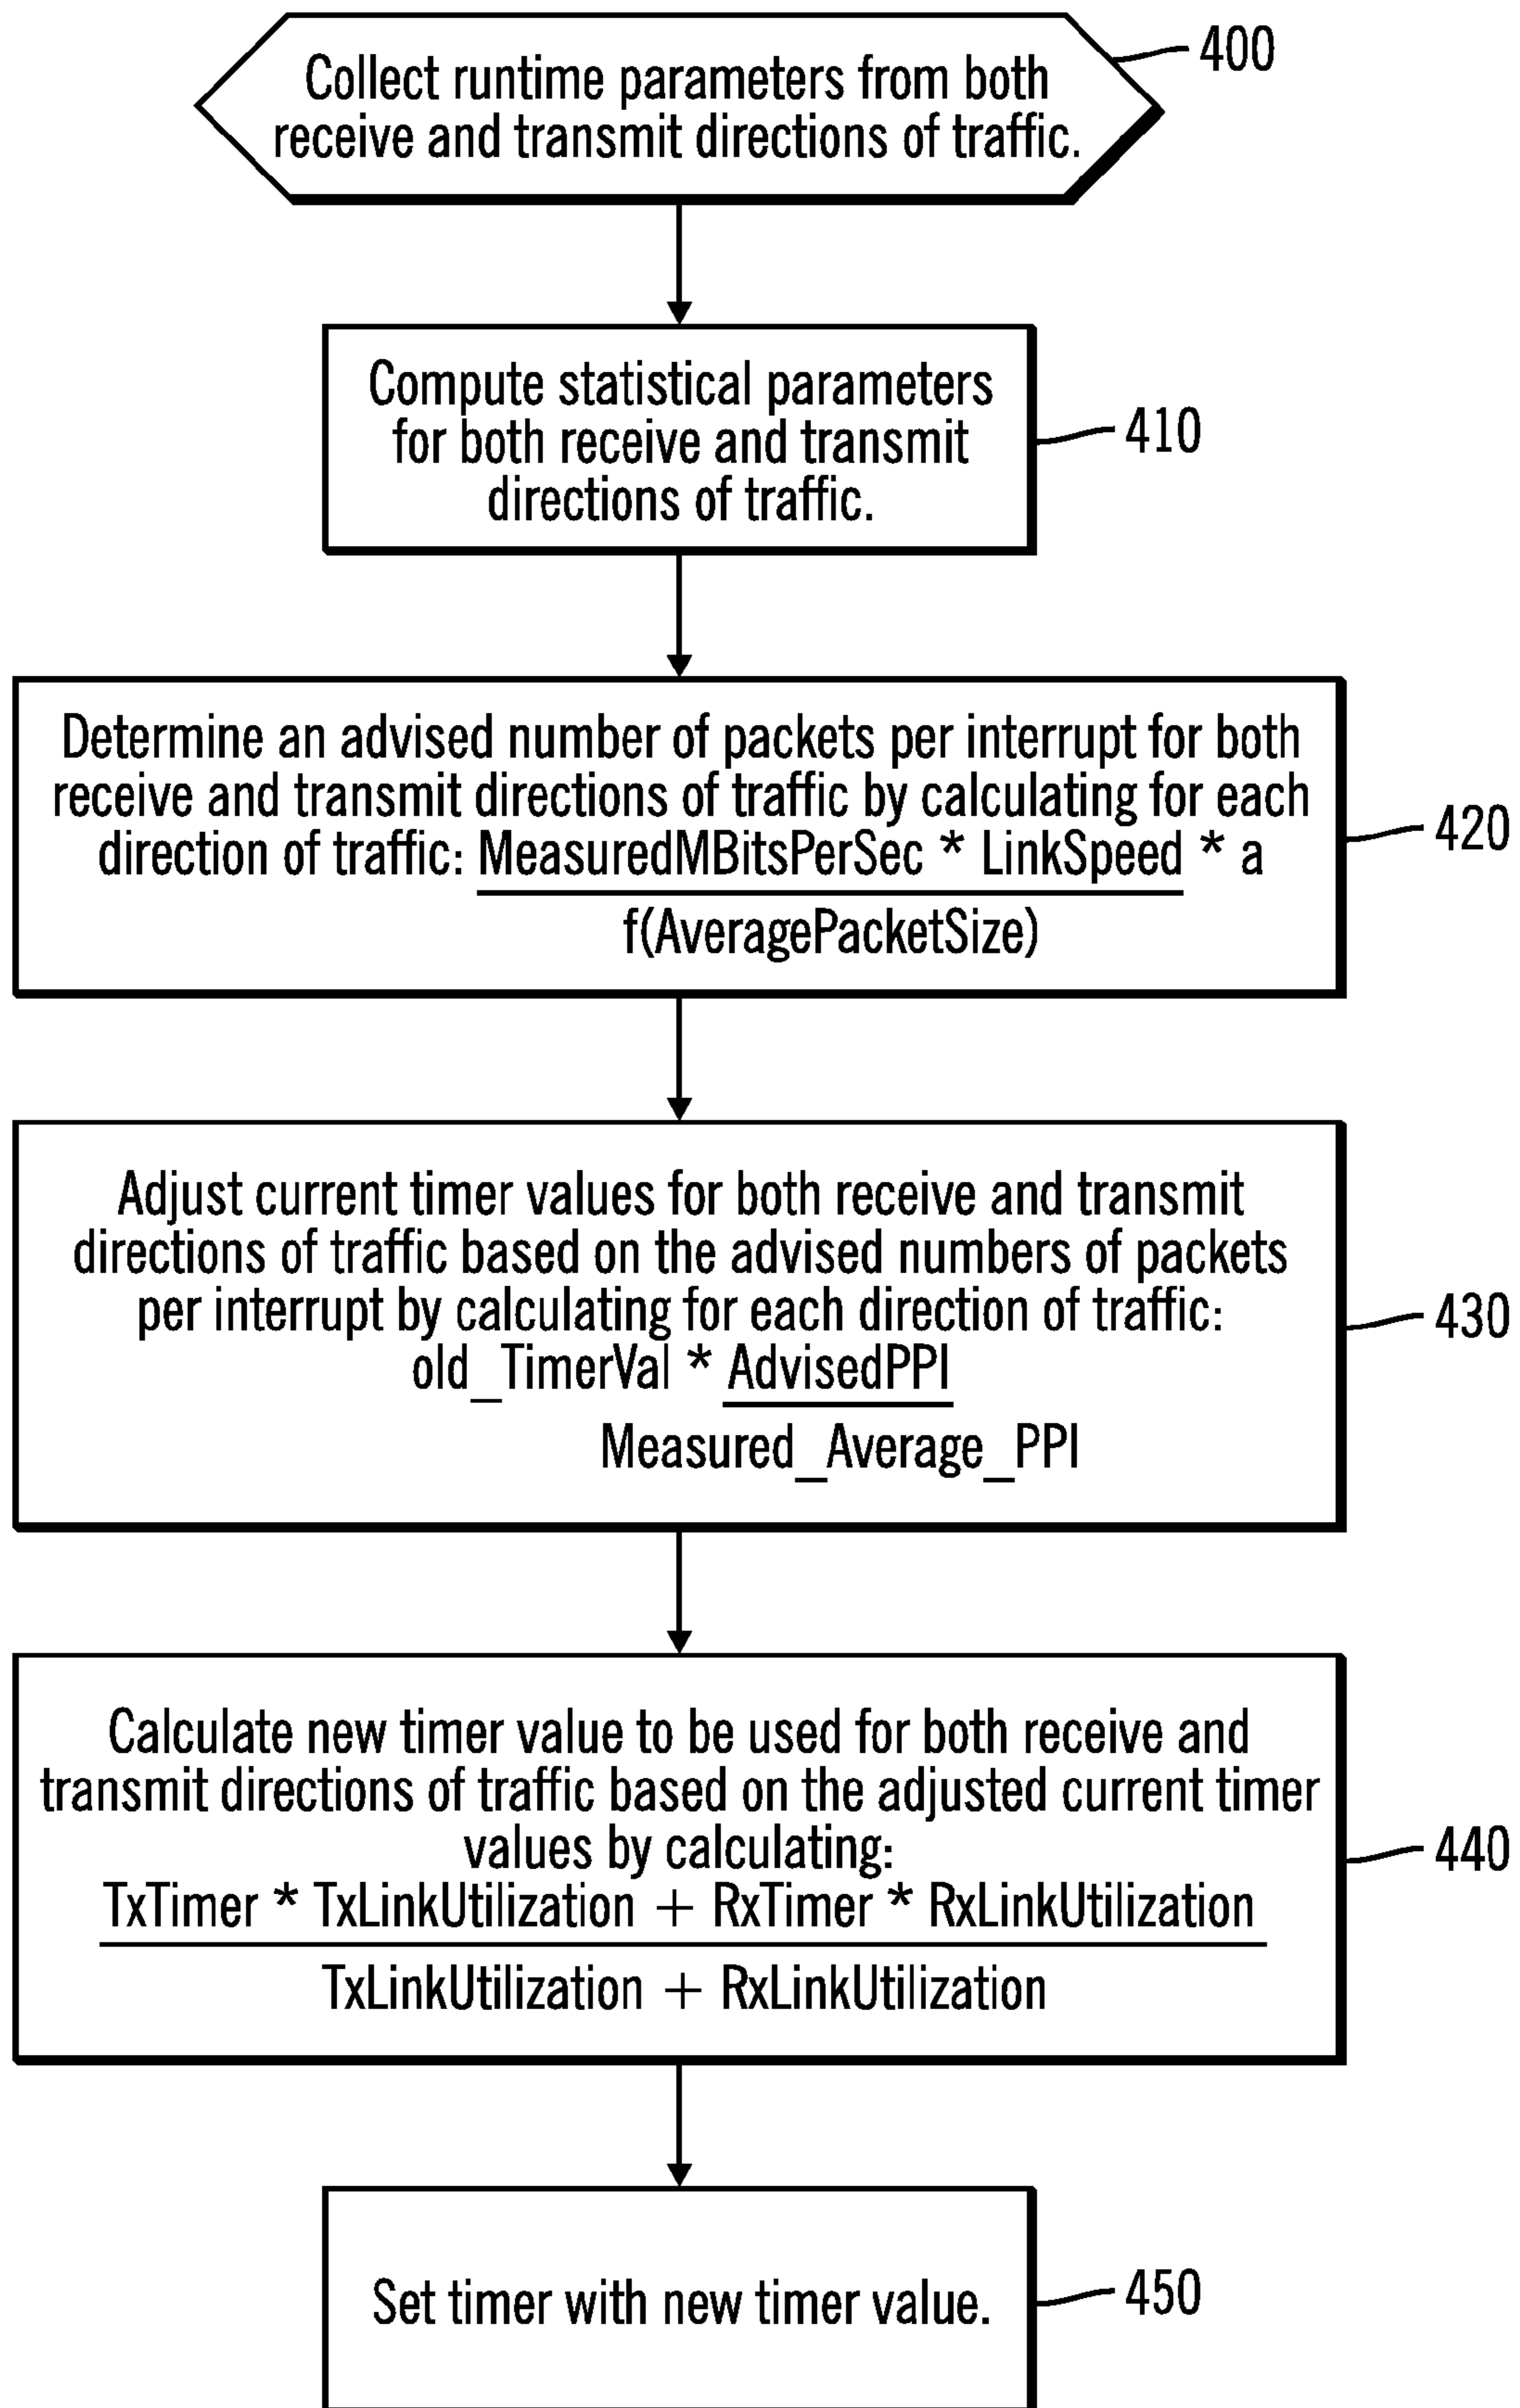 Collect runtime parameters from both
receive and transmit directions of traffic.
400
Compute statistical parameters
for both receive and transmit
directions of traffic.
410
Determine an advised number of packets per interrupt for both
receive and transmit directions of traffic by calculating for each
direction of traffic: MeasuredMBitsPerSec * LinkSpeed * a
f(AveragePacketSize)
420
Adjust current timer values for both receive and transmit
directions of traffic based on the advised numbers of packets
per interrupt by calculating for each direction of traffic:
old_TimerVal * AdvisedPPI
Measured_Average_PPI
430
Calculate new timer value to be used for both receive and
transmit directions of traffic based on the adjusted current timer
values by calculating:
TxTimer * TxLinkUtilization + RxTimer * RxLinkUtilization
TxLinkUtilization + RxLinkUtilization
440
Set timer with new timer value.
450